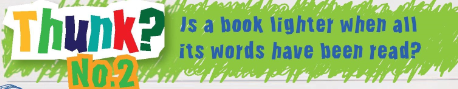 Thunk?
No.2
Is a book lighter when all
its words have been read?